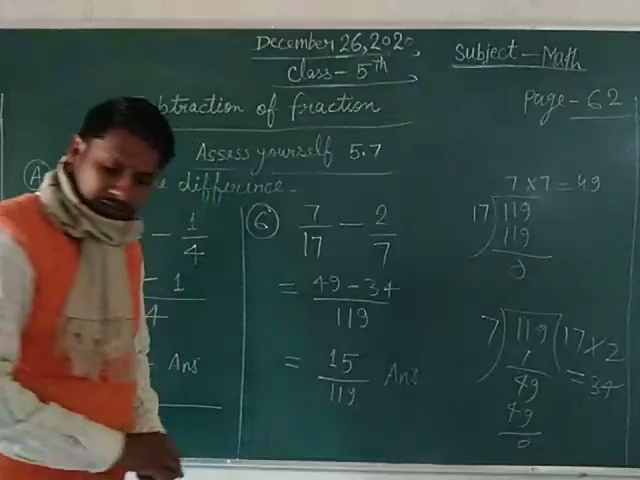 December 26, 2020
Subject - Math
Class - 5th
Subtraction of fraction
Page - 62
Assess yourself 5.7
(A) difference.
- 1/4
- 1
4
Ans
(6) 7/17 - 2/7
= 49 - 34 / 119
= 15/119 Ans
7 × 7 = 49
17) 119
119
0
7) 119 (17 × 2
7 = 34
49
49
0